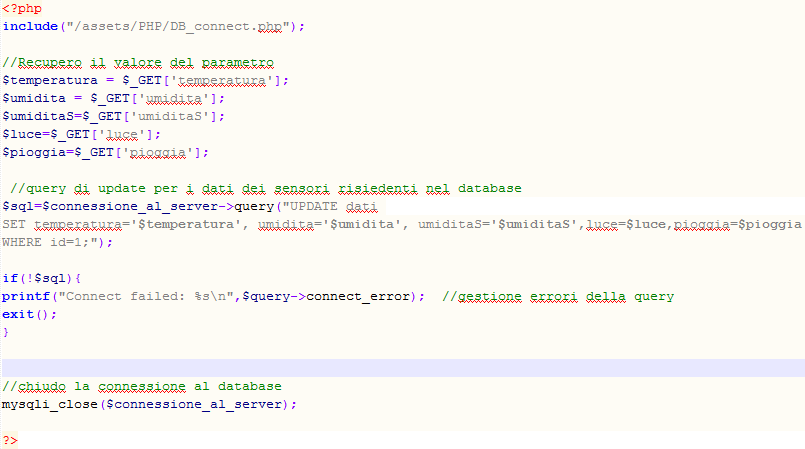 <?php
include("/assets/PHP/DB_connect.php");
//Recupero il valore del parametro
$temperatura = $_GET['temperatura'];
$umidita = $_GET['umidita'];
$umiditaS=$_GET['umiditaS'];
$luce=$_GET['luce'];
$pioggia=$_GET['pioggia'];
//query di update per i dati dei sensori risiedenti nel database
$sql=$connessione_al_server->query("UPDATE dati
SET temperatura='$temperatura', umidita='$umidita', umiditaS='$umiditaS',luce=$luce,pioggia=$pioggia
WHERE id=1;");
if(!$sql){
printf("Connect failed: %s\n",$query->connect_error);  //gestione errori della query
exit();
}
//chiudo la connessione al database
mysqli_close($connessione_al_server);
?>